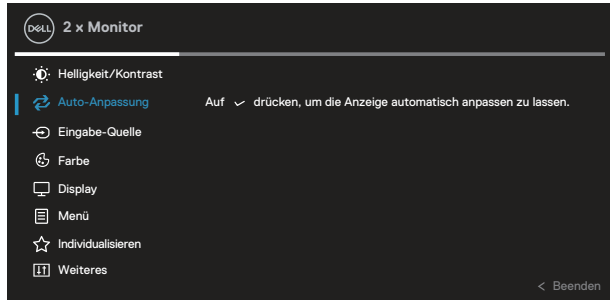 DELL 2 x Monitor
Helligkeit/Kontrast
Auto-Anpassung Auf ✓ drücken, um die Anzeige automatisch anpassen zu lassen.
Eingabe-Quelle
Farbe
Display
Menü
Individualisieren
Weiteres
< Beenden